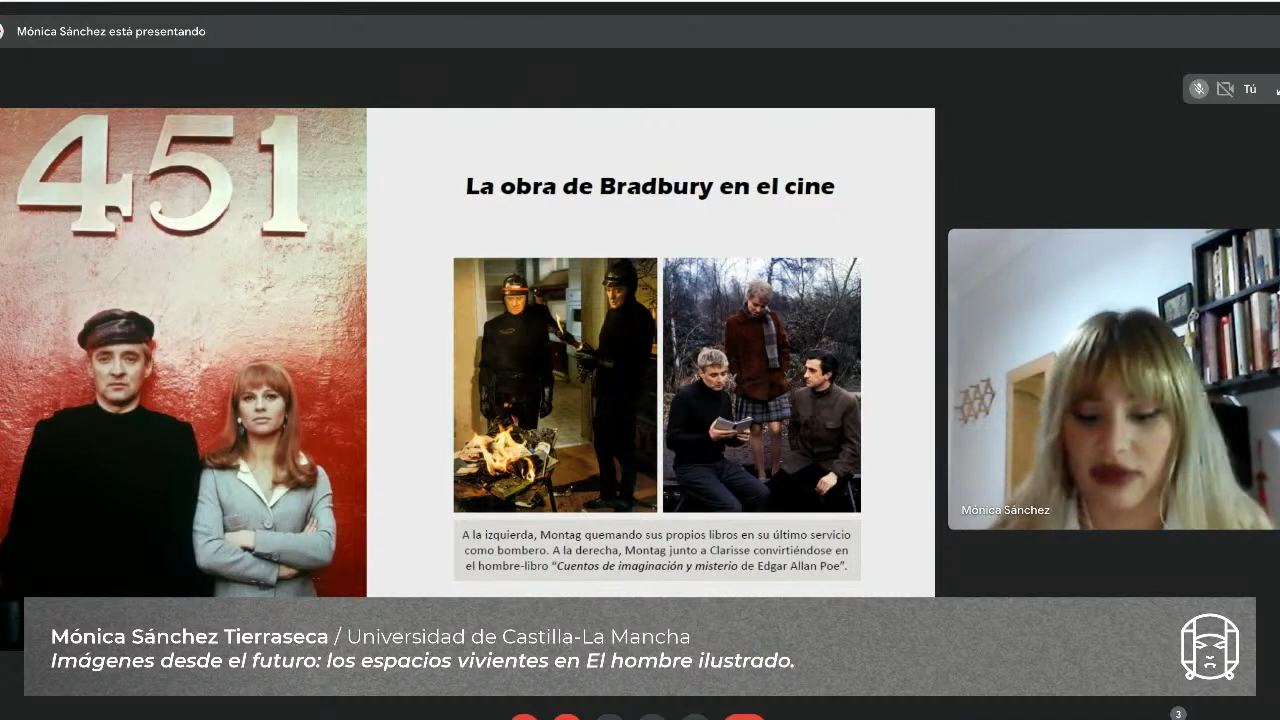 Mónica Sánchez está presentando
Tú
451
La obra de Bradbury en el cine
A la izquierda, Montag quemando sus propios libros en su último servicio
como bombero. A la derecha, Montag junto a Clarisse convirtiéndose en
el hombre-libro “Cuentos de imaginación y misterio de Edgar Allan Poe”.
Mónica Sánchez
Mónica Sánchez Tierraseca / Universidad de Castilla-La Mancha
Imágenes desde el futuro: los espacios vivientes en El hombre ilustrado.
3